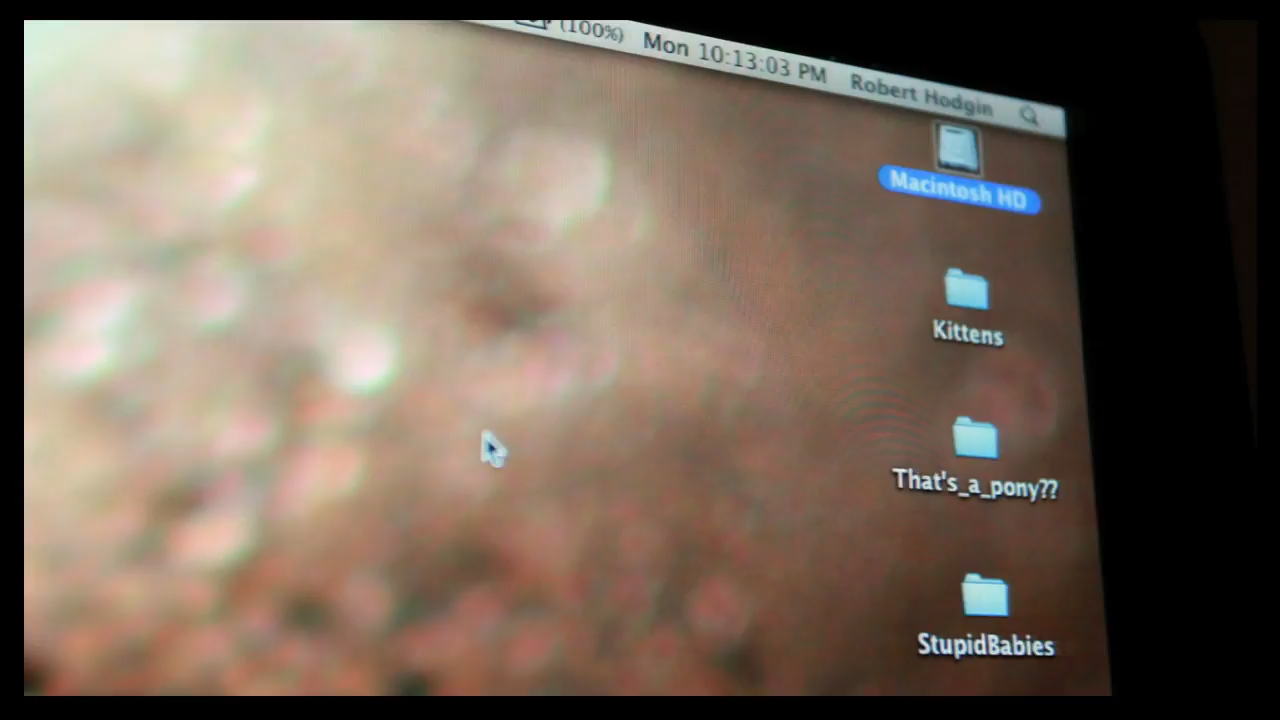 (100%) Mon 10:13:03 PM Robert Hodgin
Macintosh HD
Kittens
That's_a_pony??
StupidBabies